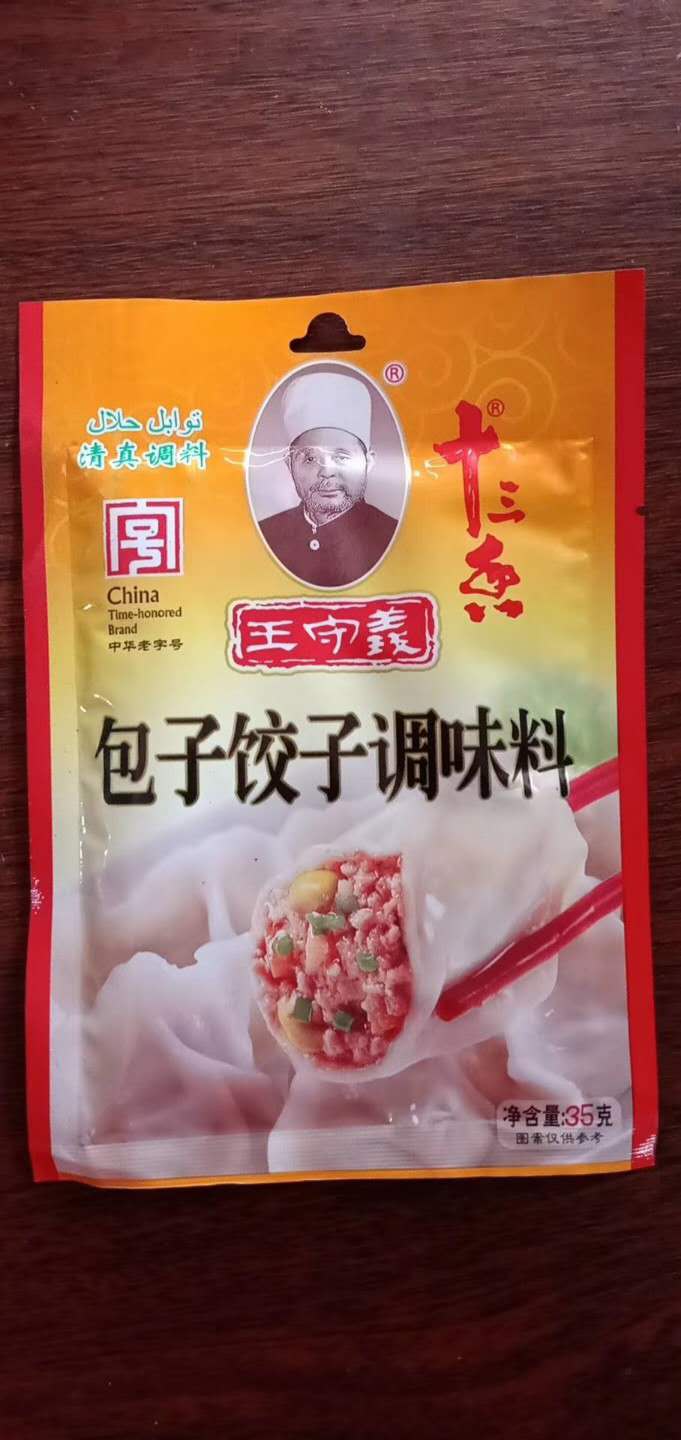 توابل حلال
清真调料
®
®
十三香
字号
China
Time-honored
Brand
中华老字号
王守義
包子饺子调味料
净含量:35克
图案仅供参考